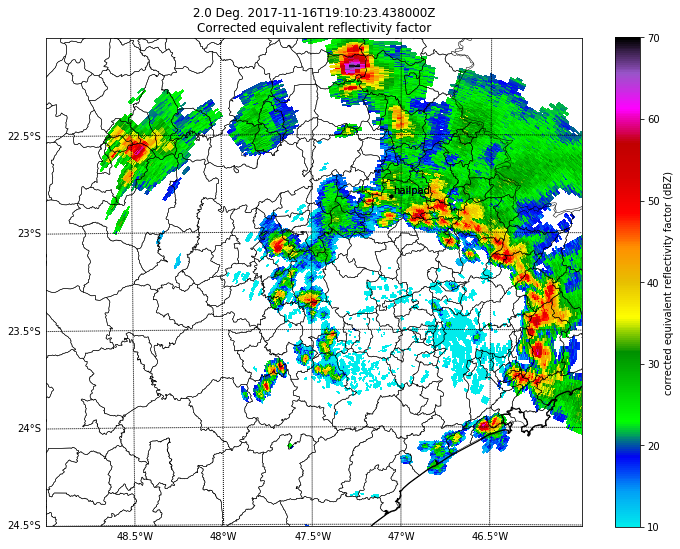 2.0 Deg. 2017-11-16T19:10:23.438000Z
Corrected equivalent reflectivity factor
70
60
50
40
30
20
10
corrected equivalent reflectivity factor (dBZ)
22.5°S
23°S
23.5°S
24°S
24.5°S
hailpad
48.5°W
48°W
47.5°W
47°W
46.5°W